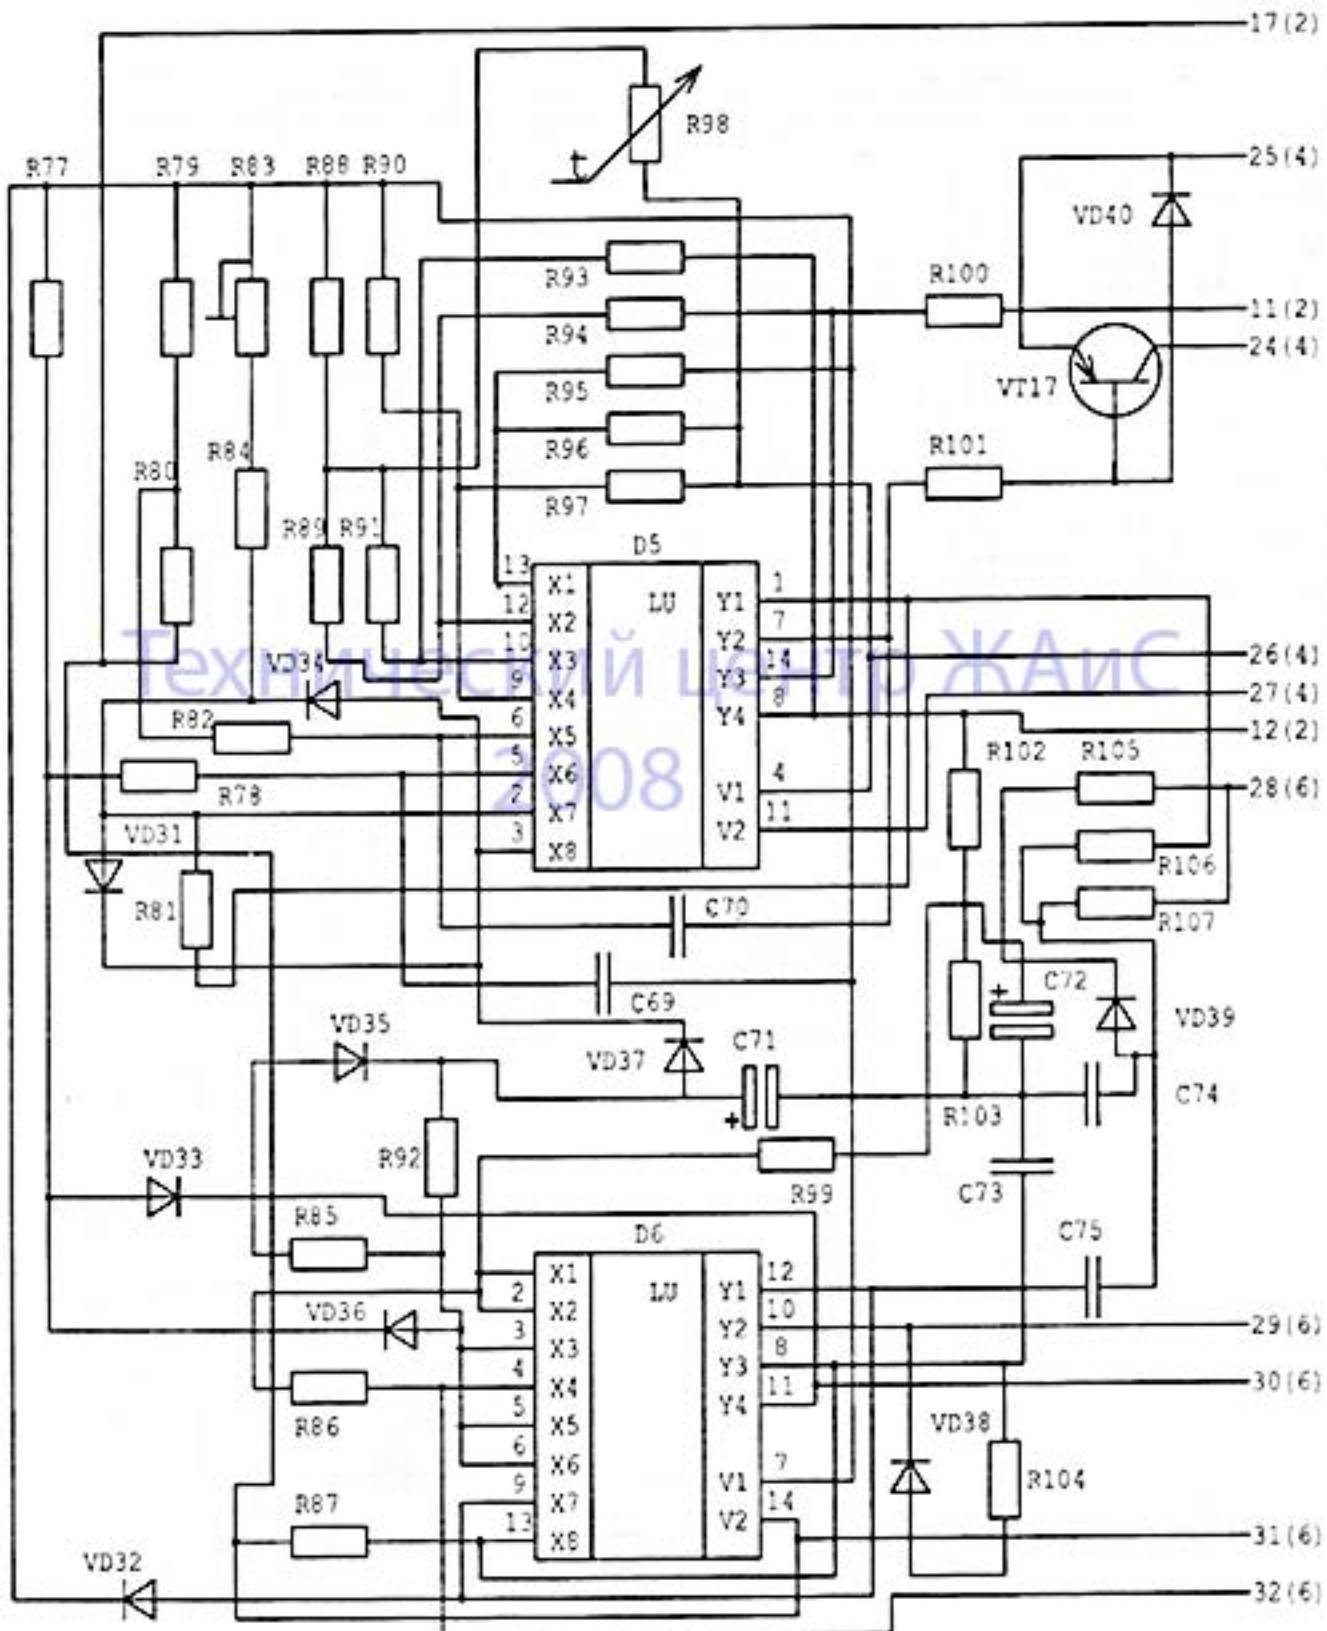 17(2)
R98
t
R77 R79 R83 R88 R90
25(4)
VD40
R93
R100
11(2)
R94
24(4)
VT17
R95
R96
R84
R101
R80
R97
R89 R91
D5
13 X1 LU Y1 1
12 X2 Y2 7
10 X3 Y3 14
9 X4 Y4 8
6 X5
5 X6 V1 4
2 X7 V2 11
3 X8
Технический центр ЖАиС
2008
26(4)
27(4)
12(2)
28(6)
VD34
R82
R78
R102 R105
VD31
R106
R81
C70
R107
C69
C72
+
VD39
VD35
VD37
C71
+
C74
R103
R92
VD33
R99
C73
R85
D6
C75
X1 LU Y1 12
2 X2 Y2 10
3 X3 Y3 8
4 X4 Y4 11
5 X5
6 X6 V1 7
9 X7 V2 14
13 X8
VD36
29(6)
30(6)
R86
VD38
R104
R87
31(6)
VD32
32(6)